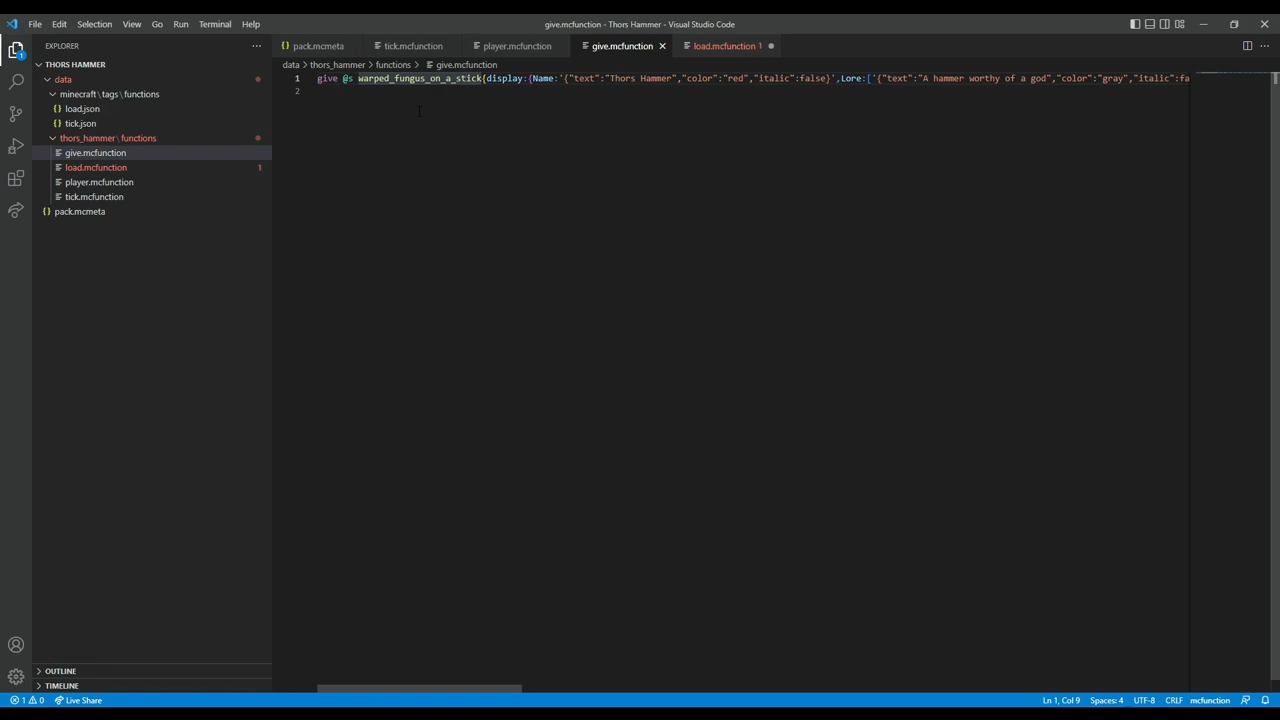 File Edit Selection View Go Run Terminal Help
give.mcfunction - Thors Hammer - Visual Studio Code
1
EXPLORER
THORS HAMMER
data
minecraft\tags\functions
load.json
tick.json
thors_hammer\functions
give.mcfunction
load.mcfunction 1
player.mcfunction
tick.mcfunction
pack.mcmeta
OUTLINE
TIMELINE
pack.mcmeta tick.mcfunction player.mcfunction give.mcfunction load.mcfunction 1
data > thors_hammer > functions > give.mcfunction
1 give @s warped_fungus_on_a_stick{display:{Name:'{"text":"Thors Hammer","color":"red","italic":false}',Lore:['{"text":"A hammer worthy of a god","color":"gray","italic":fa
2
1 0 Live Share
Ln 1, Col 9 Spaces: 4 UTF-8 CRLF mcfunction